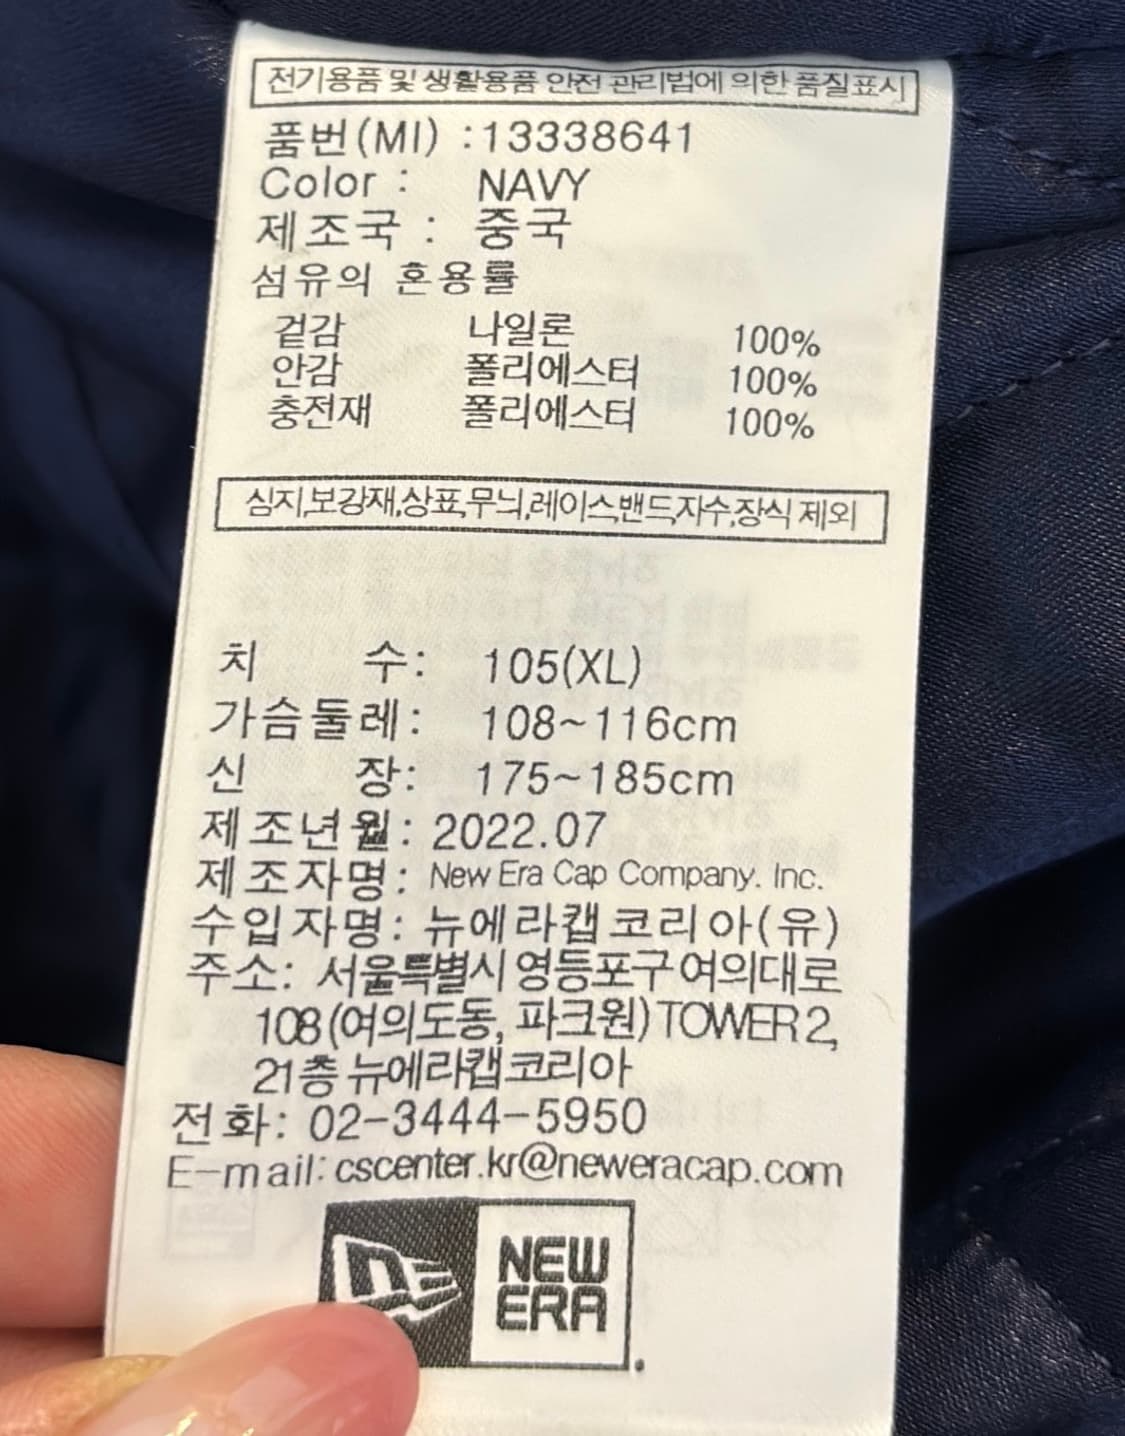 전기용품 및 생활용품 안전 관리법에 의한 품질표시
품번(MI) :13338641
Color : NAVY
제조국 : 중국
섬유의 혼용률
겉감 나일론 100%
안감 폴리에스터 100%
충전재 폴리에스터 100%
심지,보강재,상표,무늬,레이스,밴드,자수,장식 제외
치 수: 105(XL)
가슴둘레: 108~116cm
신 장: 175~185cm
제조년월: 2022.07
제조자명: New Era Cap Company. Inc.
수입자명: 뉴에라캡코리아(유)
주소: 서울특별시 영등포구 여의대로
108 (여의도동, 파크원) TOWER 2,
21층 뉴에라캡코리아
전화: 02-3444-5950
E-mail: cscenter.kr@neweracap.com
NEW
ERA